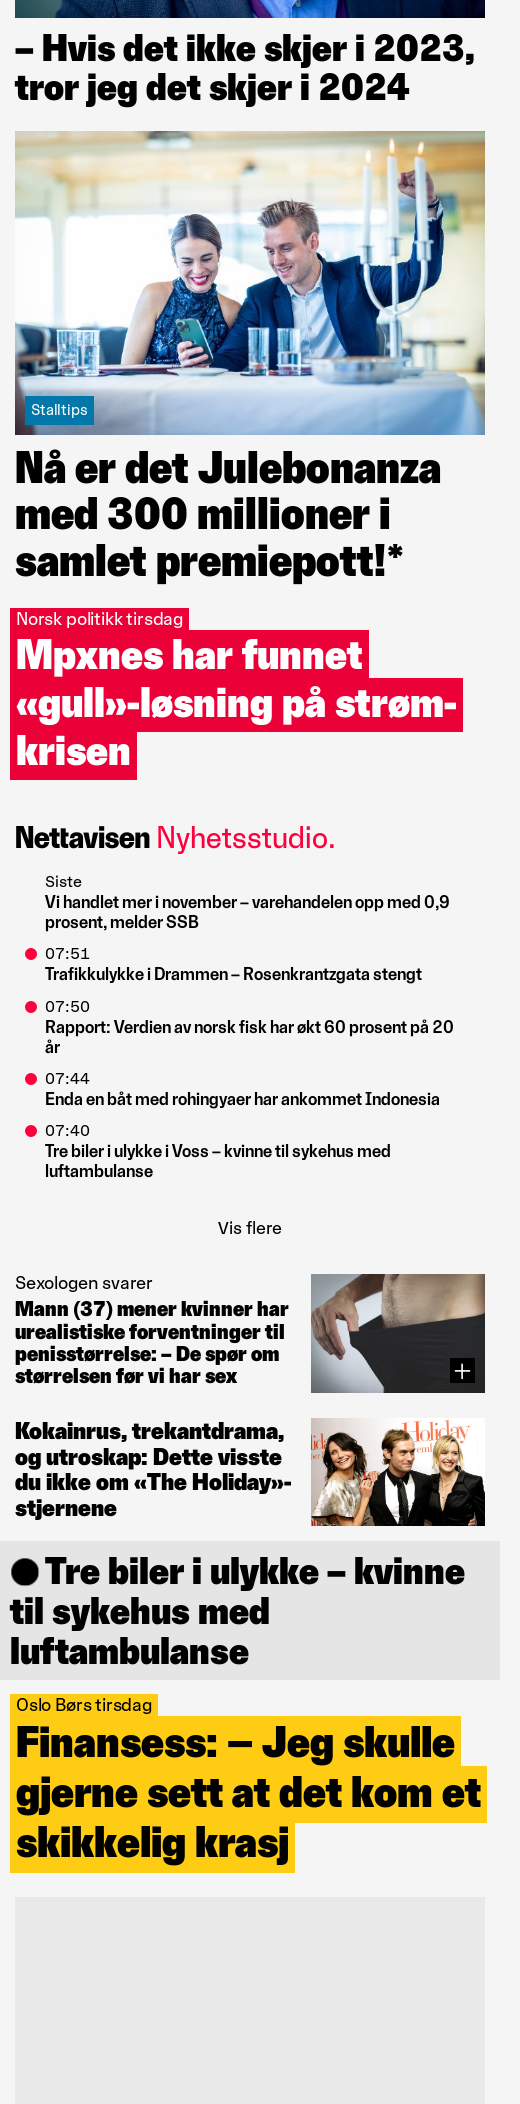 – Hvis det ikke skjer i 2023,
tror jeg det skjer i 2024
Stalltips
Nå er det Julebonanza
med 300 millioner i
samlet premiepott!*
Norsk politikk tirsdag
Mpxnes har funnet
«gull»-løsning på strøm-
krisen
Nettavisen Nyhetsstudio.
Siste
Vi handlet mer i november – varehandelen opp med 0,9
prosent, melder SSB
07:51
Trafikkulykke i Drammen – Rosenkrantzgata stengt
07:50
Rapport: Verdien av norsk fisk har økt 60 prosent på 20
år
07:44
Enda en båt med rohingyaer har ankommet Indonesia
07:40
Tre biler i ulykke i Voss – kvinne til sykehus med
luftambulanse
Vis flere
Sexologen svarer
Mann (37) mener kvinner har
urealistiske forventninger til
penisstørrelse: – De spør om
størrelsen før vi har sex
Kokainrus, trekantdrama,
og utroskap: Dette visste
du ikke om «The Holiday»-
stjernene
Holiday
Tre biler i ulykke – kvinne
til sykehus med
luftambulanse
Oslo Børs tirsdag
Finansess: – Jeg skulle
gjerne sett at det kom et
skikkelig krasj